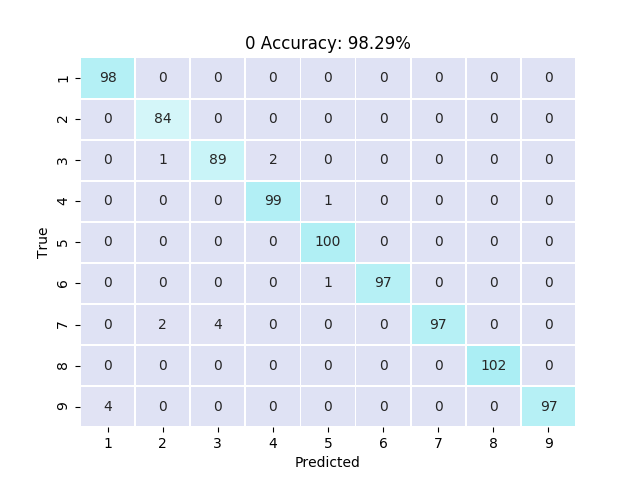 0 Accuracy: 98.29%
1 98 0 0 0 0 0 0 0 0
2 0 84 0 0 0 0 0 0 0
3 0 1 89 2 0 0 0 0 0
4 0 0 0 99 1 0 0 0 0
5 0 0 0 0 100 0 0 0 0
6 0 0 0 0 1 97 0 0 0
7 0 2 4 0 0 0 97 0 0
8 0 0 0 0 0 0 0 102 0
9 4 0 0 0 0 0 0 0 97
True
1 2 3 4 5 6 7 8 9
Predicted